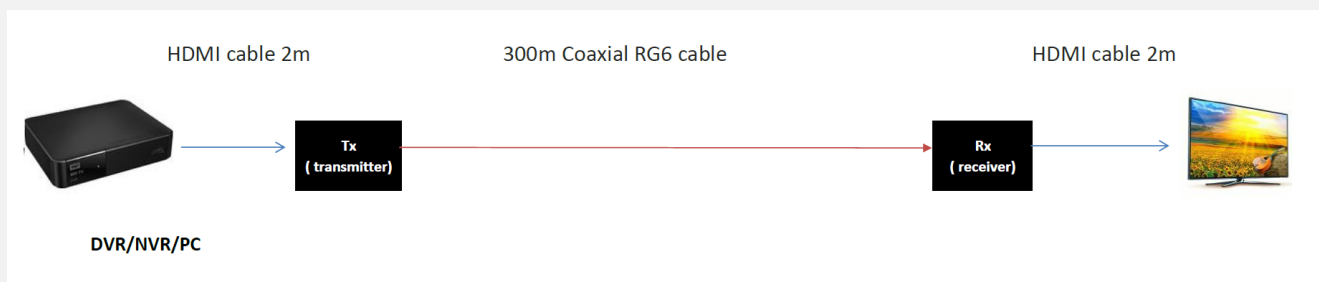 HDMI cable 2m
300m Coaxial RG6 cable
HDMI cable 2m
Tx
( transmitter)
Rx
( receiver)
DVR/NVR/PC